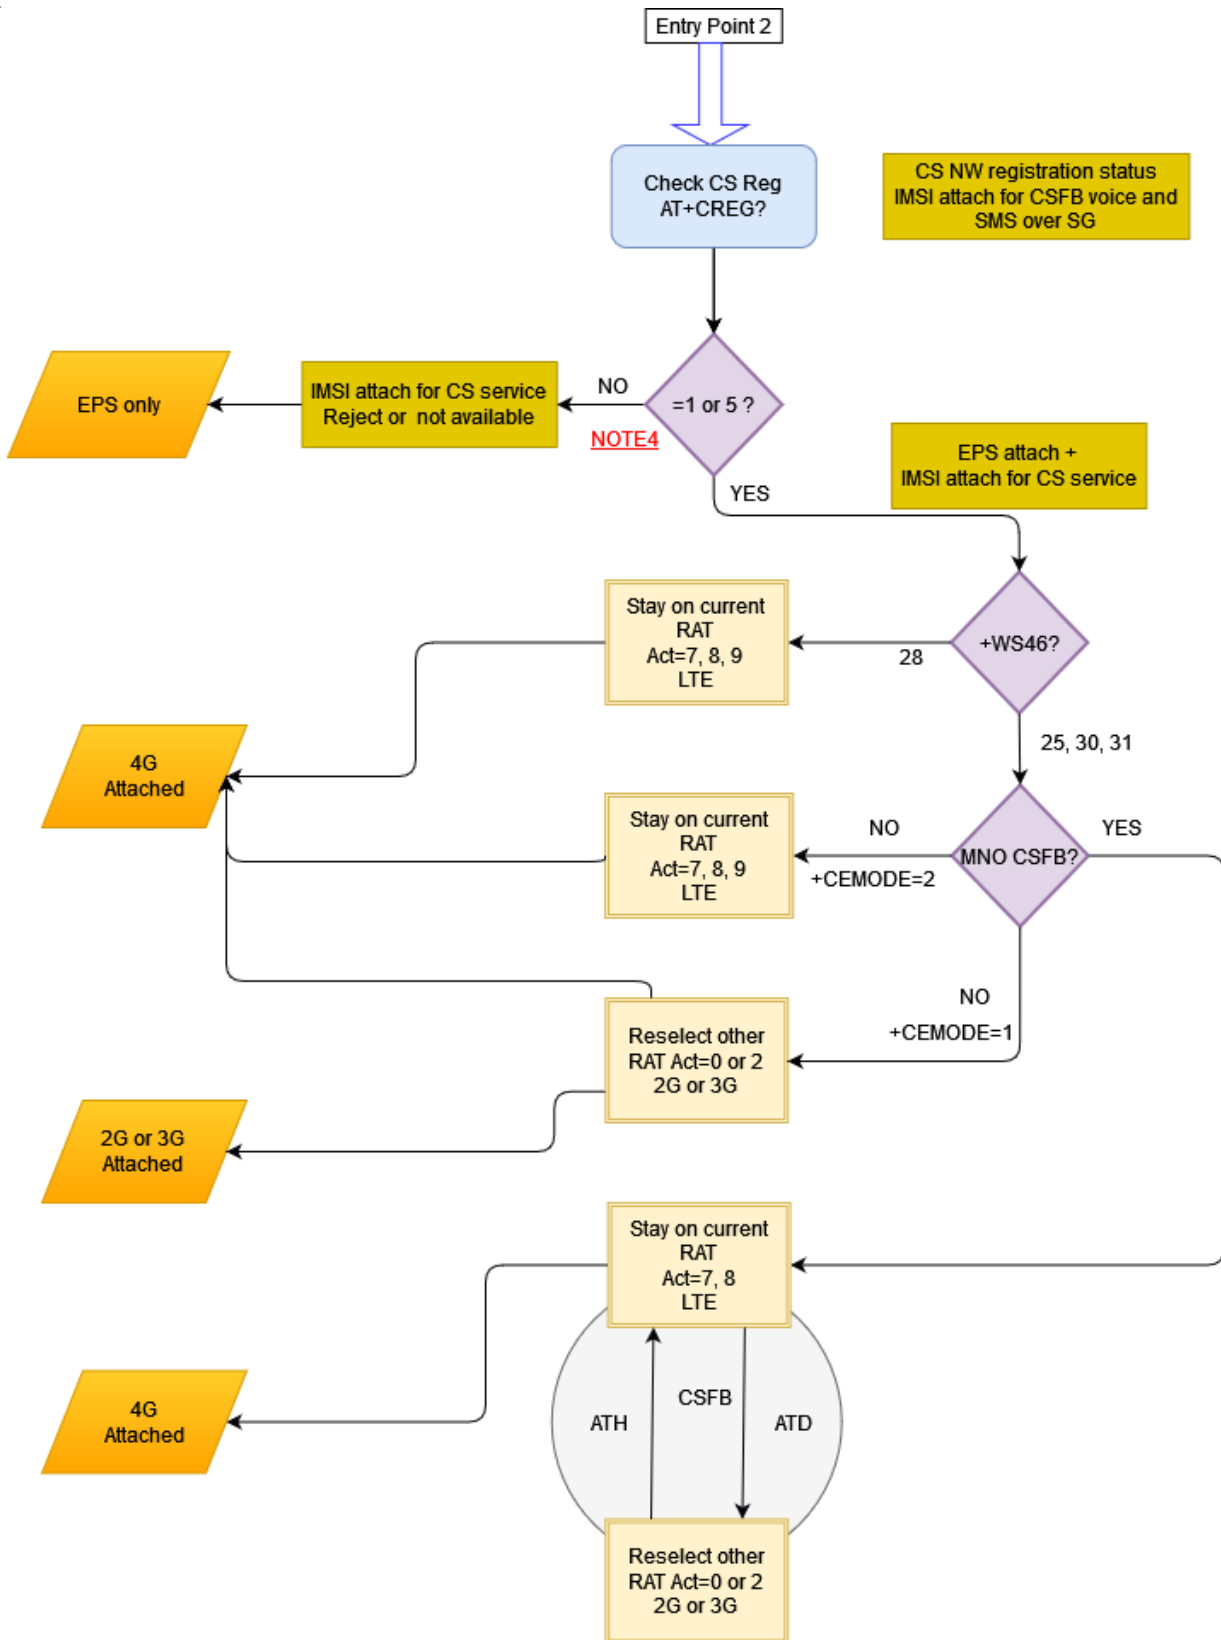 Entry Point 2
Check CS Reg
AT+CREG?
CS NW registration status
IMSI attach for CSFB voice and
SMS over SG
EPS only
IMSI attach for CS service
Reject or not available
NO
NOTE4
=1 or 5 ?
YES
EPS attach +
IMSI attach for CS service
Stay on current
RAT
Act=7, 8, 9
LTE
28
+WS46?
25, 30, 31
4G
Attached
Stay on current
RAT
Act=7, 8, 9
LTE
NO
+CEMODE=2
MNO CSFB?
YES
NO
+CEMODE=1
Reselect other
RAT Act=0 or 2
2G or 3G
2G or 3G
Attached
Stay on current
RAT
Act=7, 8
LTE
4G
Attached
ATH
CSFB
ATD
Reselect other
RAT Act=0 or 2
2G or 3G